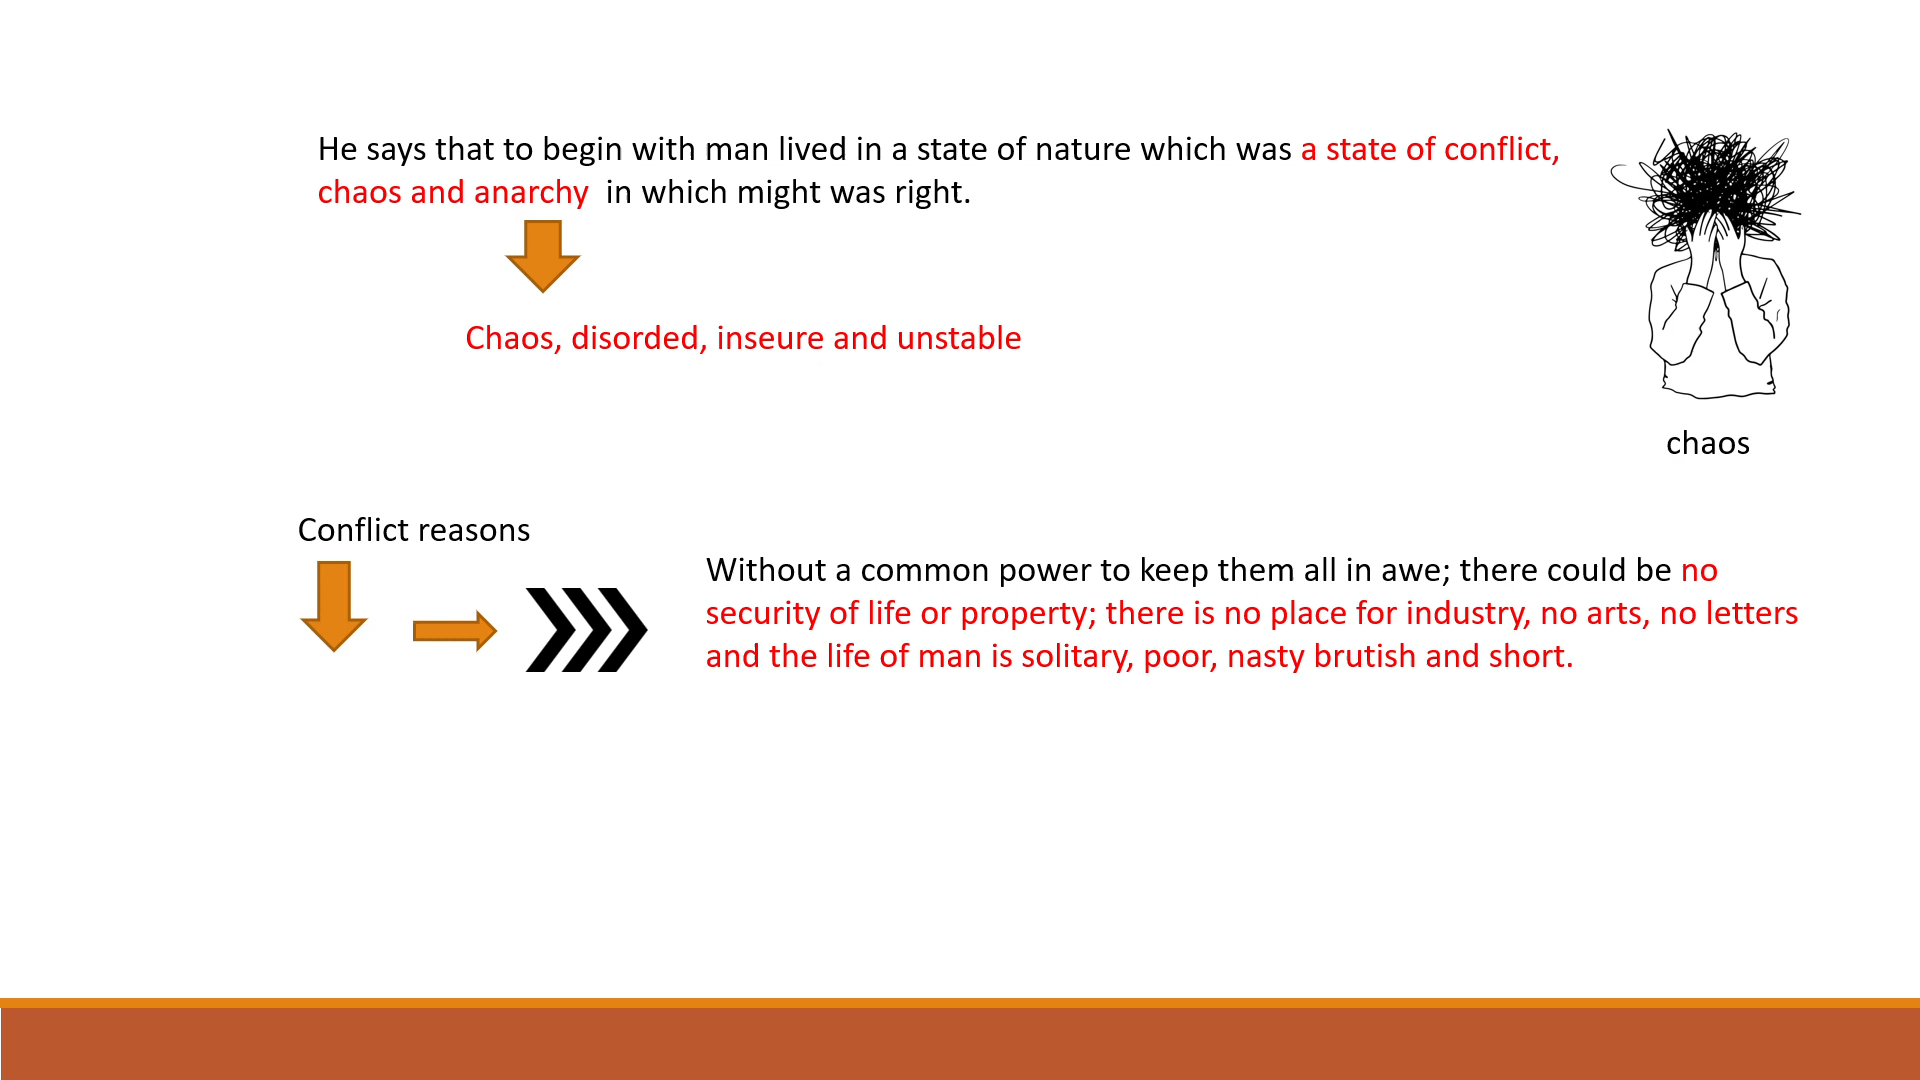 He says that to begin with man lived in a state of nature which was a state of conflict,
chaos and anarchy  in which might was right.
Chaos, disorded, inseure and unstable
chaos
Conflict reasons
Without a common power to keep them all in awe; there could be no
security of life or property; there is no place for industry, no arts, no letters
and the life of man is solitary, poor, nasty brutish and short.